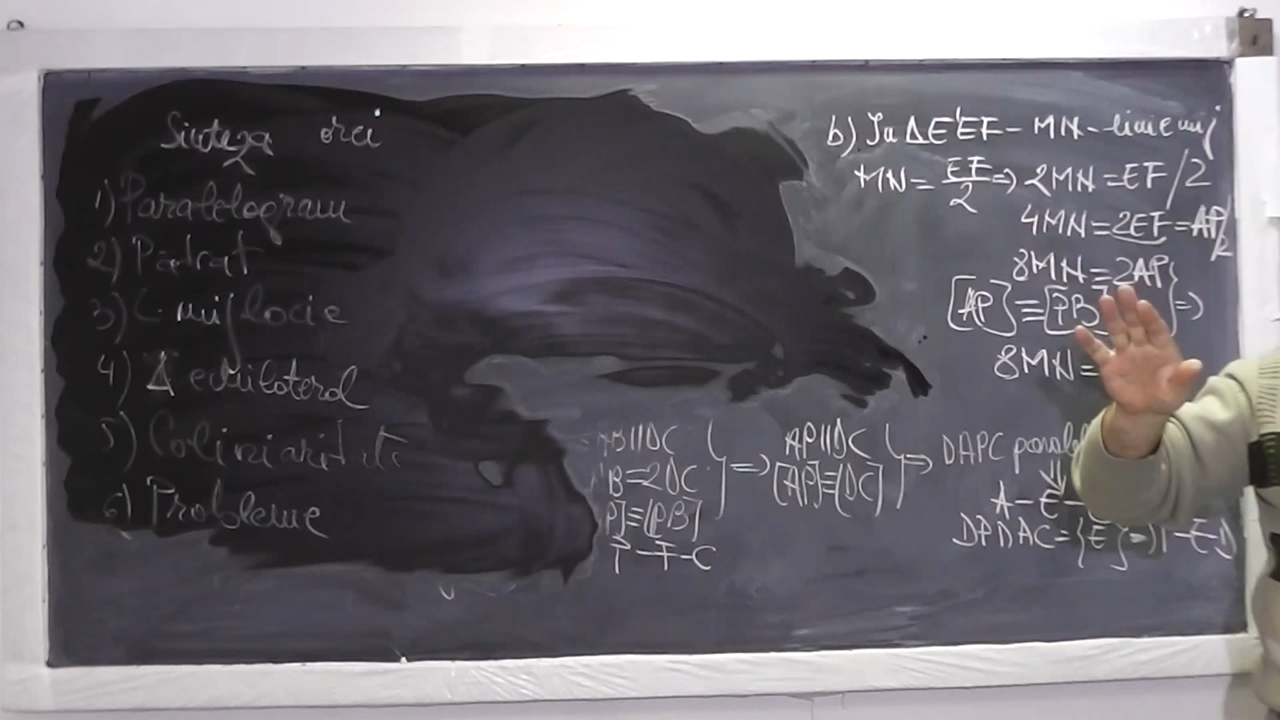 Sinteza orei
2
1) Paralelogram
2) Pătrat
3) L mijlocie
4) Δ echilateral
5) Coliniaritate
6) Probleme
b) În ΔE'EF - MN - linie mij
MN = EF/2 ⇒ 2MN = EF /2
4MN = 2EF = AP/2
8MN = 2AP
[AP] ≡ [PB } ⇒
8MN =
AB || DC
B = 2DC } ⇒
P] ≡ [PB]
AP || DC
[AP] ≡ [DC] } ⇒ DAPC paralel
A - E -
DP∩AC = {E} ⇒